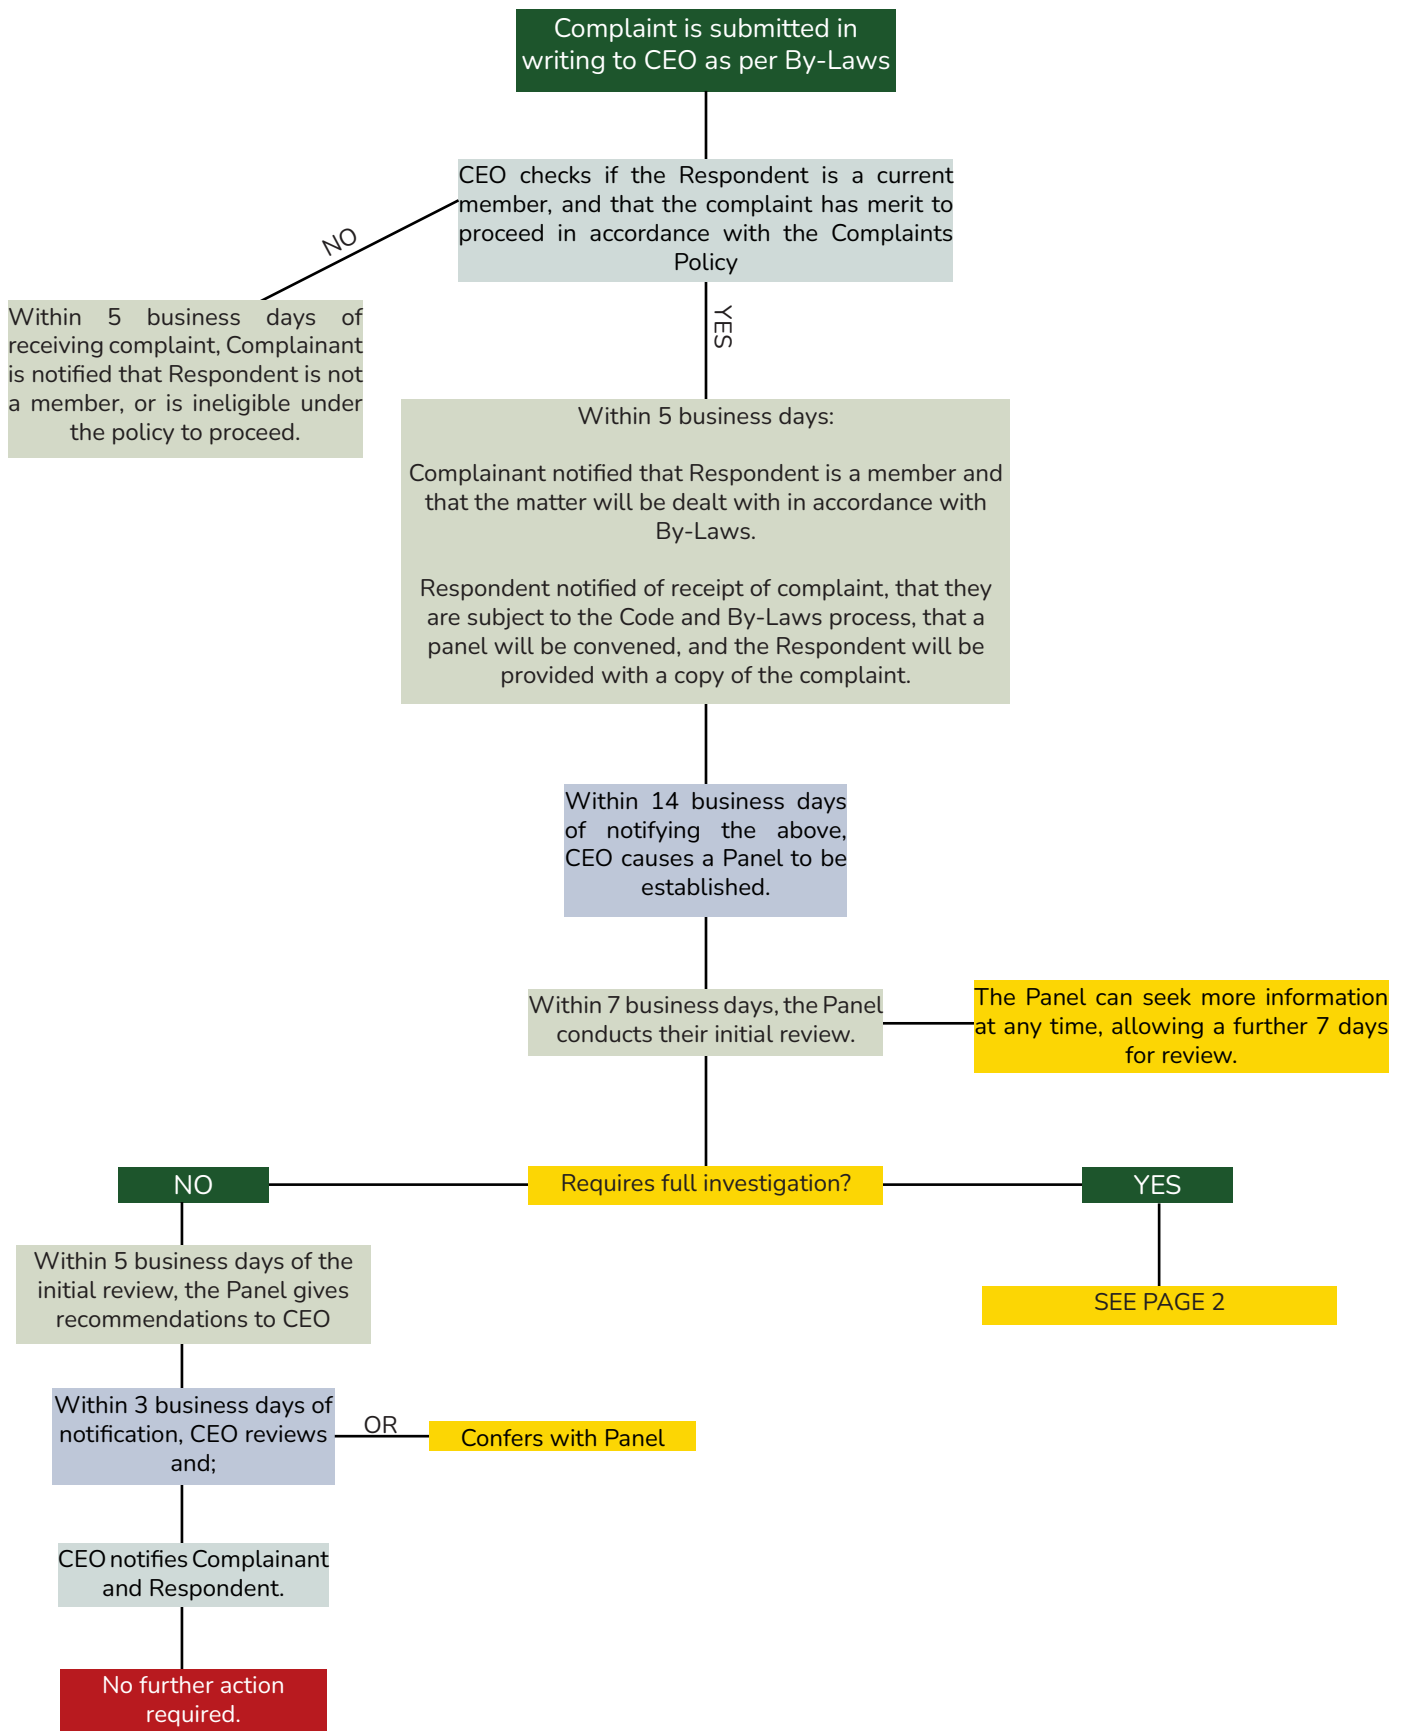 Complaint is submitted in
writing to CEO as per By-Laws
CEO checks if the Respondent is a current
member, and that the complaint has merit to
proceed in accordance with the Complaints
Policy
NO
YES
Within 5 business days of
receiving complaint, Complainant
is notified that Respondent is not
a member, or is ineligible under
the policy to proceed.
Within 5 business days:
Complainant notified that Respondent is a member and
that the matter will be dealt with in accordance with
By-Laws.
Respondent notified of receipt of complaint, that they
are subject to the Code and By-Laws process, that a
panel will be convened, and the Respondent will be
provided with a copy of the complaint.
Within 14 business days
of notifying the above,
CEO causes a Panel to be
established.
Within 7 business days, the Panel
conducts their initial review.
The Panel can seek more information
at any time, allowing a further 7 days
for review.
NO
Requires full investigation?
YES
Within 5 business days of the
initial review, the Panel gives
recommendations to CEO
SEE PAGE 2
Within 3 business days of
notification, CEO reviews
and;
OR
Confers with Panel
CEO notifies Complainant
and Respondent.
No further action
required.